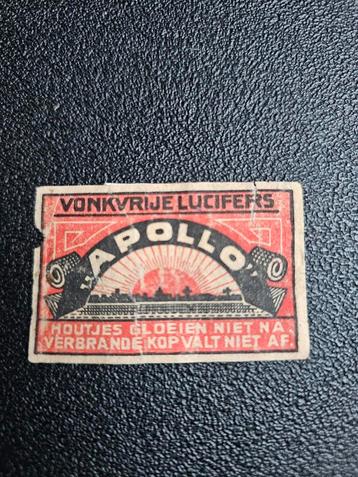 VONKVRIJE LUCIFERS
"APOLLO"
HOUTJES GLOEIEN NIET NA
VERBRANDE KOP VALT NIET AF.